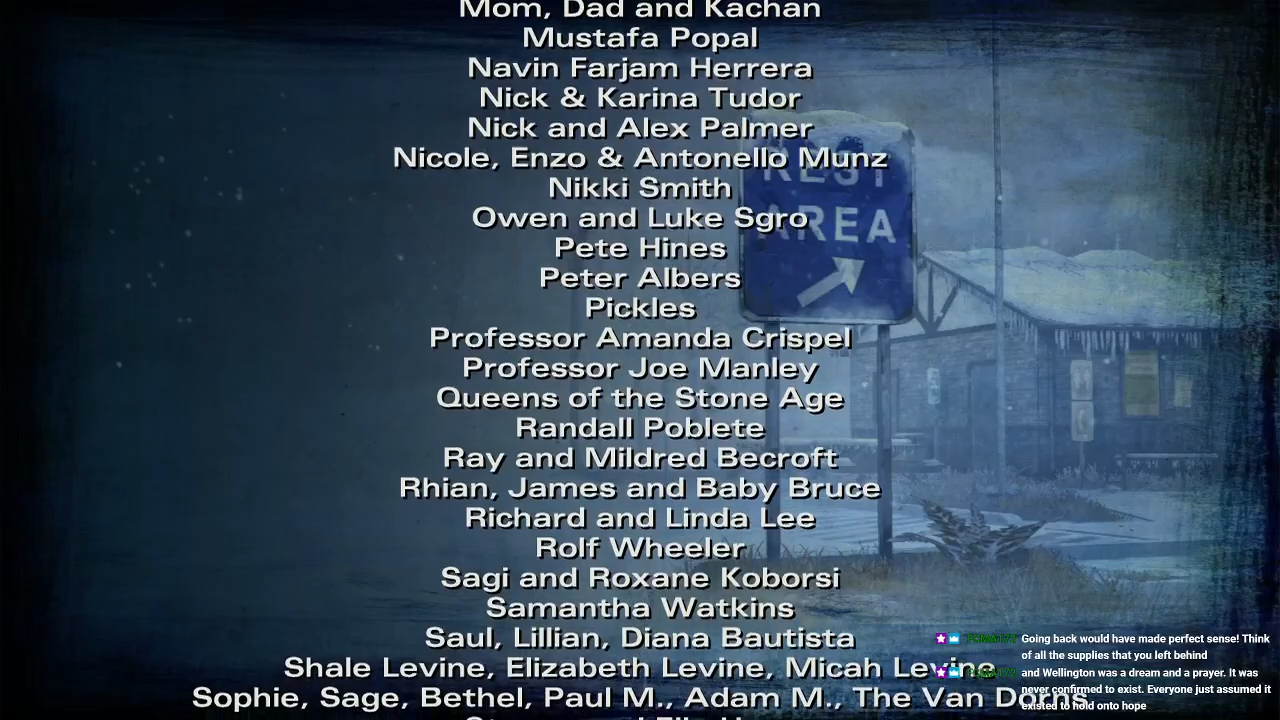 Mom, Dad and Kachan
Mustafa Popal
Navin Farjam Herrera
Nick & Karina Tudor
Nick and Alex Palmer
Nicole, Enzo & Antonello Munz
Nikki Smith
Owen and Luke Sgro
Pete Hines
Peter Albers
Pickles
Professor Amanda Crispel
Professor Joe Manley
Queens of the Stone Age
Randall Poblete
Ray and Mildred Becroft
Rhian, James and Baby Bruce
Richard and Linda Lee
Rolf Wheeler
Sagi and Roxane Koborsi
Samantha Watkins
Saul, Lillian, Diana Bautista
Shale Levine, Elizabeth Levine, Micah Levine
Sophie, Sage, Bethel, Paul M., Adam M., The Van
REST
AREA
Going back would have made perfect sense! Think
of all the supplies that you left behind
and Wellington was a dream and a prayer. It was
never confirmed to exist. Everyone just assumed it
existed to hold onto hope